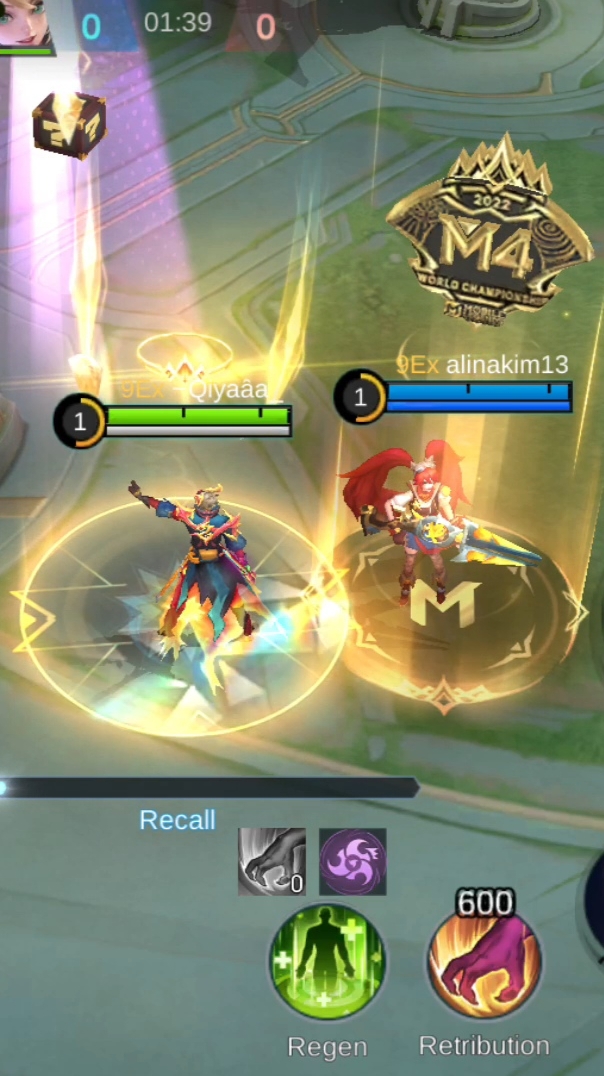 0 01:39 0
2022
M4
WORLD CHAMPIONSHIP
9Ex alinakim13
1
9Ex Qiyaâa
1
M
Recall
0
600
Regen
Retribution